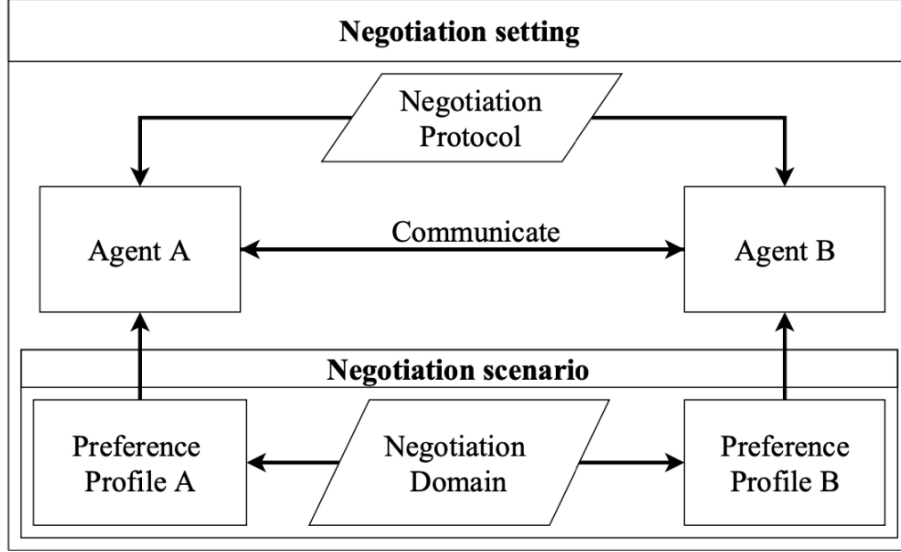 Negotiation setting
Negotiation
Protocol
Agent A
Communicate
Agent B
Negotiation scenario
Preference
Profile A
Negotiation
Domain
Preference
Profile B